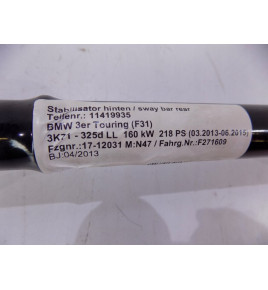 Stabilisator hinten / sway bar rear
Teilenr.: 11419935
BMW 3er Touring (F31)
3K71 - 325d LL 160 kW 218 PS (03.2013-06.2015)
Fzgnr.:17-12031 M:N47 / Fahrg.Nr.:F271609
BJ:04/2013